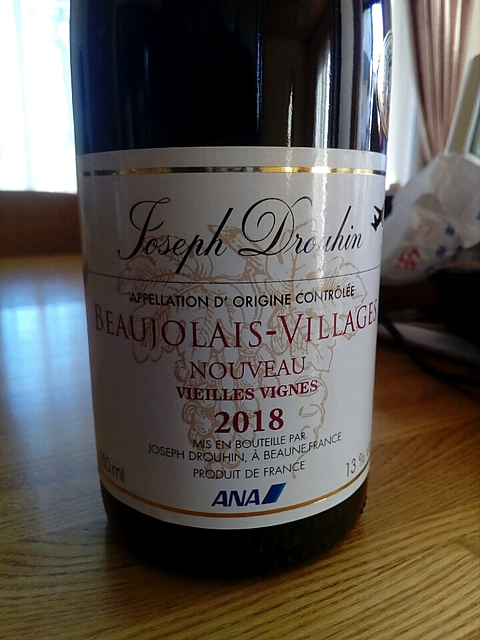 Joseph Drouhin
APPELLATION D' ORIGINE CONTRÔLÉE
BEAUJOLAIS-VILLAGES
NOUVEAU
VIEILLES VIGNES
2018
MIS EN BOUTEILLE PAR
JOSEPH DROUHIN, À BEAUNE, FRANCE
PRODUIT DE FRANCE
13 %
ANA